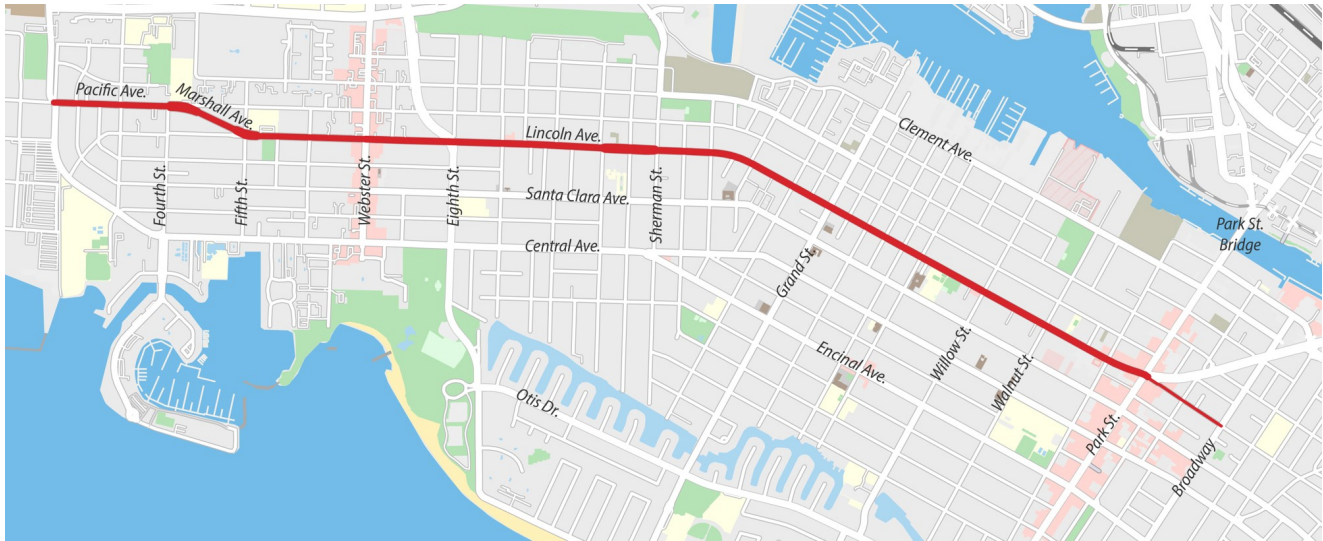 Pacific Ave.
Marshall Ave.
Lincoln Ave.
Clement Ave.
Fourth St.
Fifth St.
Webster St.
Eighth St.
Santa Clara Ave.
Sherman St.
Central Ave.
Grand St.
Park St.
Bridge
Encinal Ave.
Willow St.
Walnut St.
Otis Dr.
Park St.
Broadway